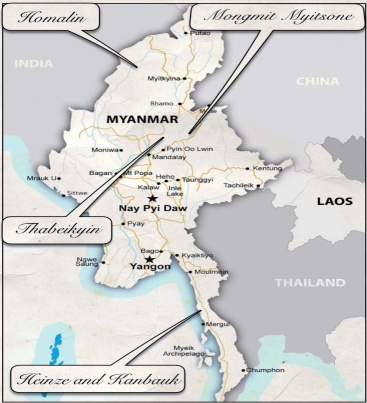 Homalin
Mongmit Myitsone
Putao
INDIA
CHINA
Myitkyina
Bhamo
Muse
MYANMAR
Moniwa
Pyin Oo Lwin
Mandalay
Bagan
Mt Popa
Heho
Taunggyi
Kentung
Mrauk U
Kalaw
Inle
Lake
Tachileik
Sittwe
LAOS
Nay Pyi Daw
Thabeikyin
Pyay
Bago
Kyaiktiyo
Ngwe
Saung
Yangon
Moulmein
THAILAND
Mergui
Myeik
Archipelago
Heinze and Kanbauk
Chumphon